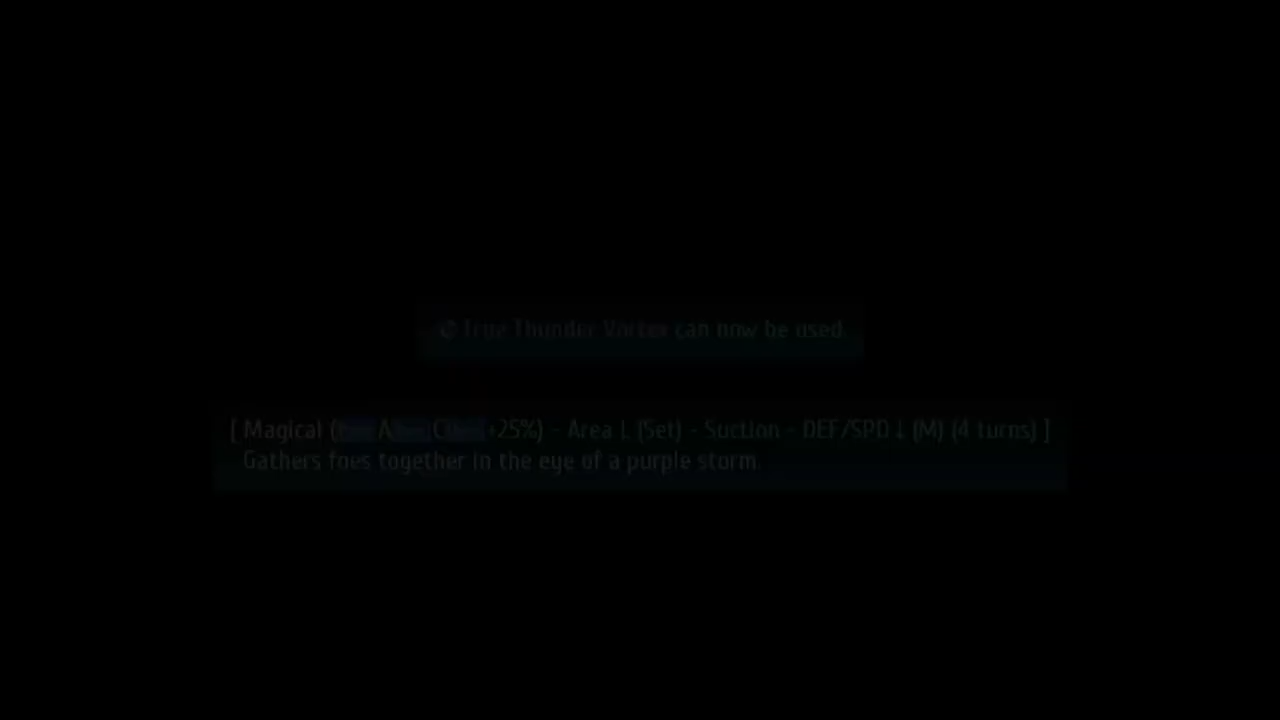 True Thunder Vortex can now be used.
[ Magical ( +25%) - Area L (Set) - Suction - DEF/SPD↓ (M) (4 turns) ]
Gathers foes together in the eye of a purple storm.